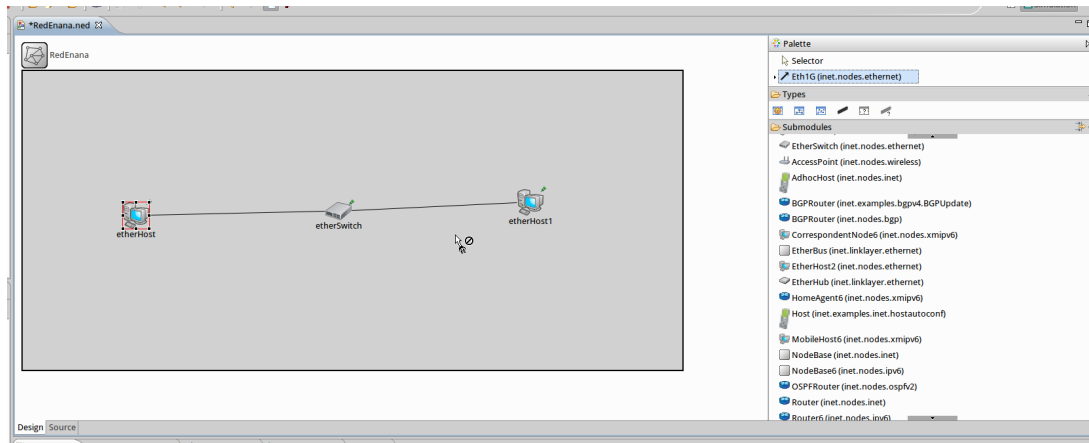 *RedEnana.ned
RedEnana
etherHost
etherSwitch
etherHost1
Palette
Selector
Eth1G (inet.nodes.ethernet)
Types
Submodules
EtherSwitch (inet.nodes.ethernet)
AccessPoint (inet.nodes.wireless)
AdhocHost (inet.nodes.inet)
BGPRouter (inet.examples.bgpv4.BGPUpdate)
BGPRouter (inet.nodes.bgp)
CorrespondentNode6 (inet.nodes.xmipv6)
EtherBus (inet.linklayer.ethernet)
EtherHost2 (inet.nodes.ethernet)
EtherHub (inet.linklayer.ethernet)
HomeAgent6 (inet.nodes.xmipv6)
Host (inet.examples.inet.hostautoconf)
MobileHost6 (inet.nodes.xmipv6)
NodeBase (inet.nodes.inet)
NodeBase6 (inet.nodes.ipv6)
OSPFRouter (inet.nodes.ospfv2)
Router (inet.nodes.inet)
Router6 (inet.nodes.ipv6)
Design Source